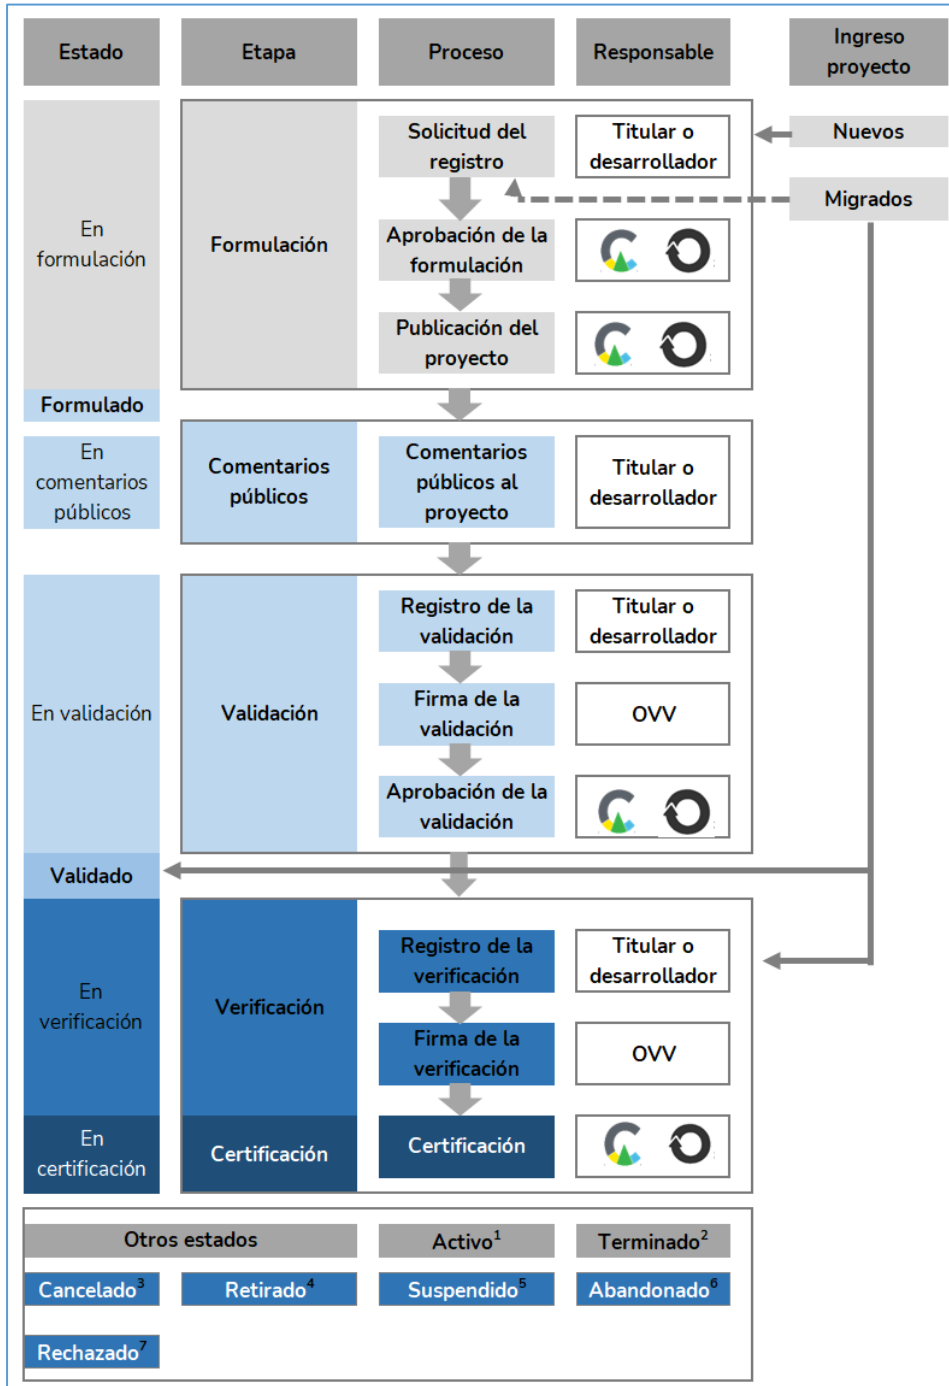 Estado
Etapa
Proceso
Responsable
Ingreso
proyecto
En
formulación
Formulación
Solicitud del
registro
Titular o
desarrollador
Nuevos
Migrados
Aprobación de la
formulación
Publicación del
proyecto
Formulado
En
comentarios
públicos
Comentarios
públicos
Comentarios
públicos al
proyecto
Titular o
desarrollador
En validación
Validación
Registro de la
validación
Titular o
desarrollador
Firma de la
validación
OVV
Aprobación de la
validación
Validado
En
verificación
Verificación
Registro de la
verificación
Titular o
desarrollador
Firma de la
verificación
OVV
En
certificación
Certificación
Certificación
Otros estados
Activo¹
Terminado²
Cancelado³
Retirado⁴
Suspendido⁵
Abandonado⁶
Rechazado⁷